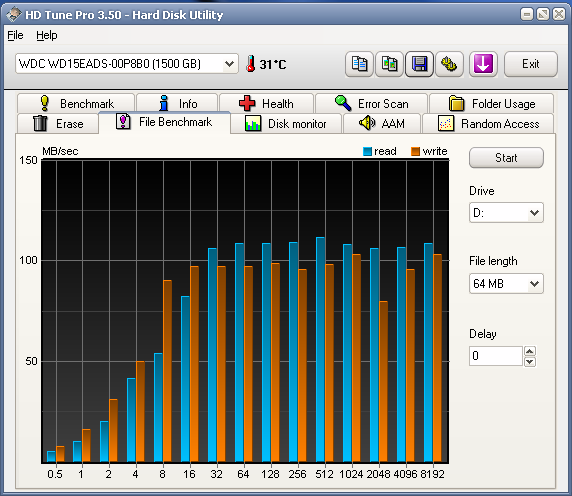 HD Tune Pro 3.50 - Hard Disk Utility
File Help
WDC WD15EADS-00P8B0 (1500 GB) 31°C Exit
Benchmark Info Health Error Scan Folder Usage
Erase File Benchmark Disk monitor AAM Random Access
MB/sec read write
150
100
50
0.5 1 2 4 8 16 32 64 128 256 512 1024 2048 4096 8192
Start
Drive
D:
File length
64 MB
Delay
0